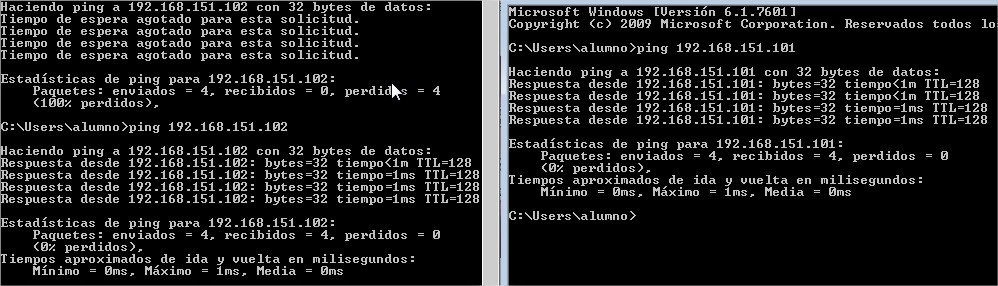 Haciendo ping a 192.168.151.102 con 32 bytes de datos:
Tiempo de espera agotado para esta solicitud.
Tiempo de espera agotado para esta solicitud.
Tiempo de espera agotado para esta solicitud.
Tiempo de espera agotado para esta solicitud.
Estadísticas de ping para 192.168.151.102:
Paquetes: enviados = 4, recibidos = 0, perdidos = 4
(100% perdidos),
C:\Users\alumno>ping 192.168.151.102
Haciendo ping a 192.168.151.102 con 32 bytes de datos:
Respuesta desde 192.168.151.102: bytes=32 tiempo<1m TTL=128
Respuesta desde 192.168.151.102: bytes=32 tiempo=1ms TTL=128
Respuesta desde 192.168.151.102: bytes=32 tiempo=1ms TTL=128
Respuesta desde 192.168.151.102: bytes=32 tiempo=1ms TTL=128
Estadísticas de ping para 192.168.151.102:
Paquetes: enviados = 4, recibidos = 4, perdidos = 0
(0% perdidos),
Tiempos aproximados de ida y vuelta en milisegundos:
Mínimo = 0ms, Máximo = 1ms, Media = 0ms
Microsoft Windows [Versión 6.1.7601]
Copyright (c) 2009 Microsoft Corporation. Reservados todos lo
C:\Users\alumno>ping 192.168.151.101
Haciendo ping a 192.168.151.101 con 32 bytes de datos:
Respuesta desde 192.168.151.101: bytes=32 tiempo<1m TTL=128
Respuesta desde 192.168.151.101: bytes=32 tiempo<1m TTL=128
Respuesta desde 192.168.151.101: bytes=32 tiempo=1ms TTL=128
Respuesta desde 192.168.151.101: bytes=32 tiempo=1ms TTL=128
Estadísticas de ping para 192.168.151.101:
Paquetes: enviados = 4, recibidos = 4, perdidos = 0
(0% perdidos),
Tiempos aproximados de ida y vuelta en milisegundos:
Mínimo = 0ms, Máximo = 1ms, Media = 0ms
C:\Users\alumno>